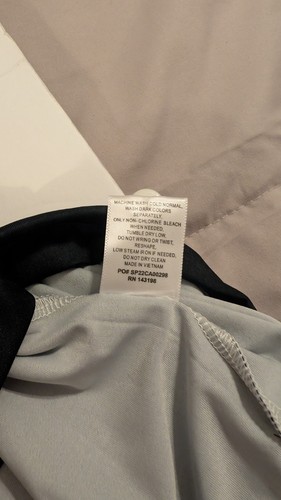 MACHINE WASH COLD NORMAL,
WASH DARK COLORS
SEPARATELY,
ONLY NON-CHLORINE BLEACH
WHEN NEEDED,
TUMBLE DRY LOW,
DO NOT WRING OR TWIST,
RESHAPE,
LOW STEAM IRON IF NEEDED,
DO NOT DRY CLEAN
MADE IN VIETNAM
PO# SP22CA00298
RN 143196